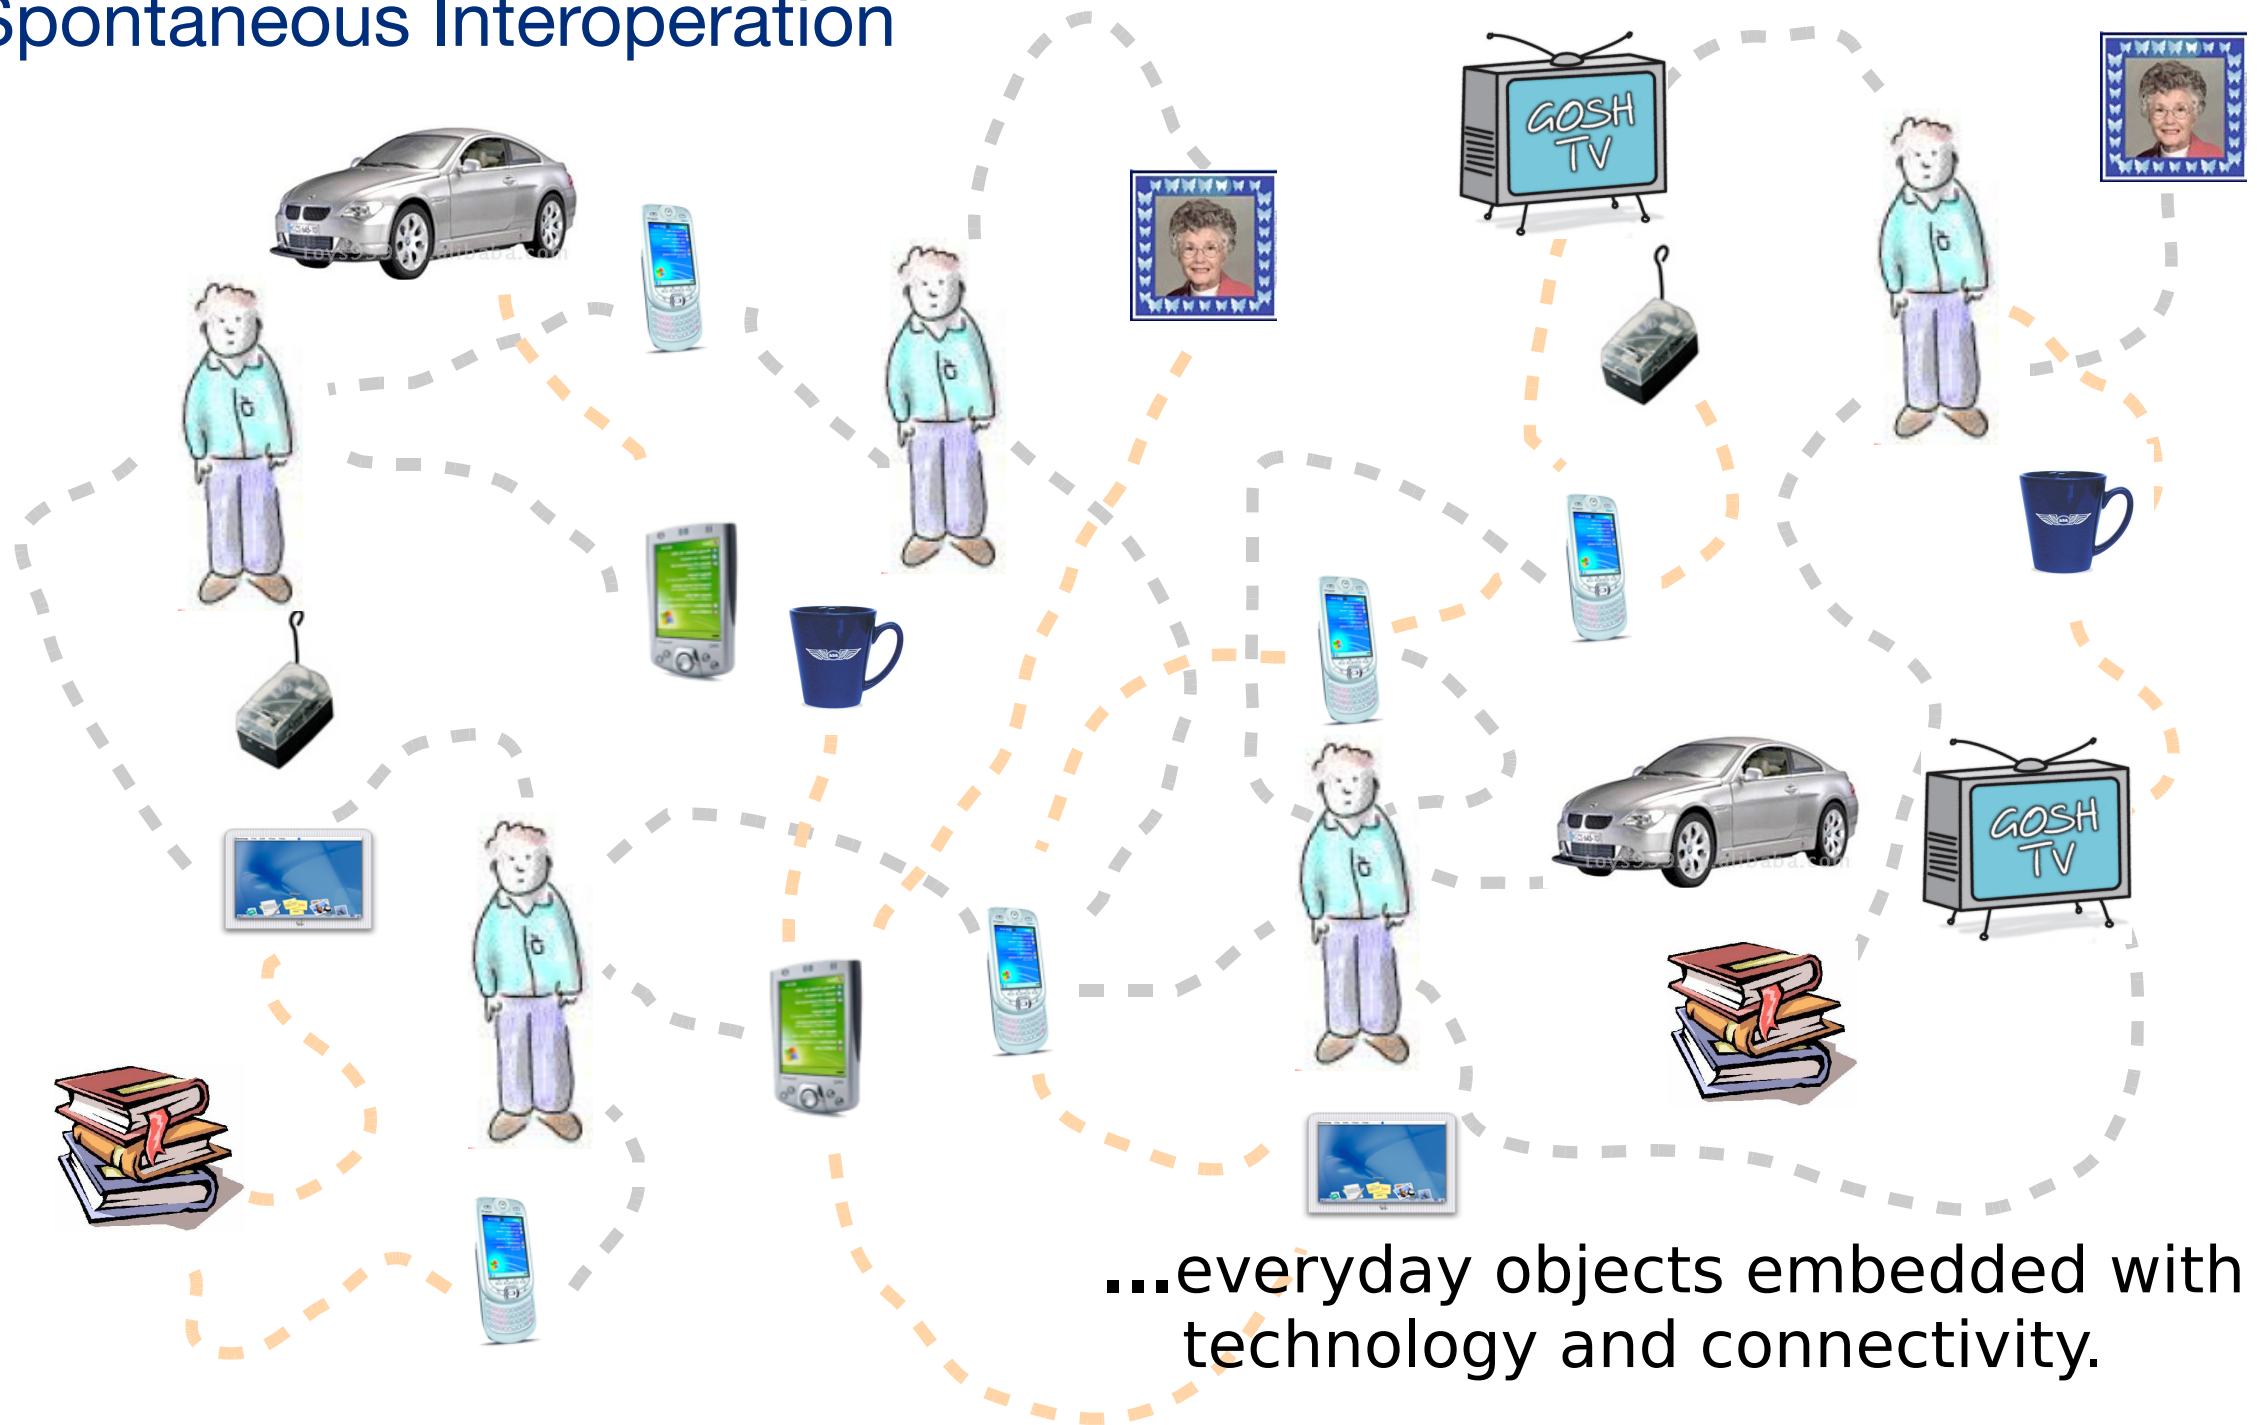 Spontaneous Interoperation
GOSH
TV
GOSH
TV
...everyday objects embedded with
technology and connectivity.